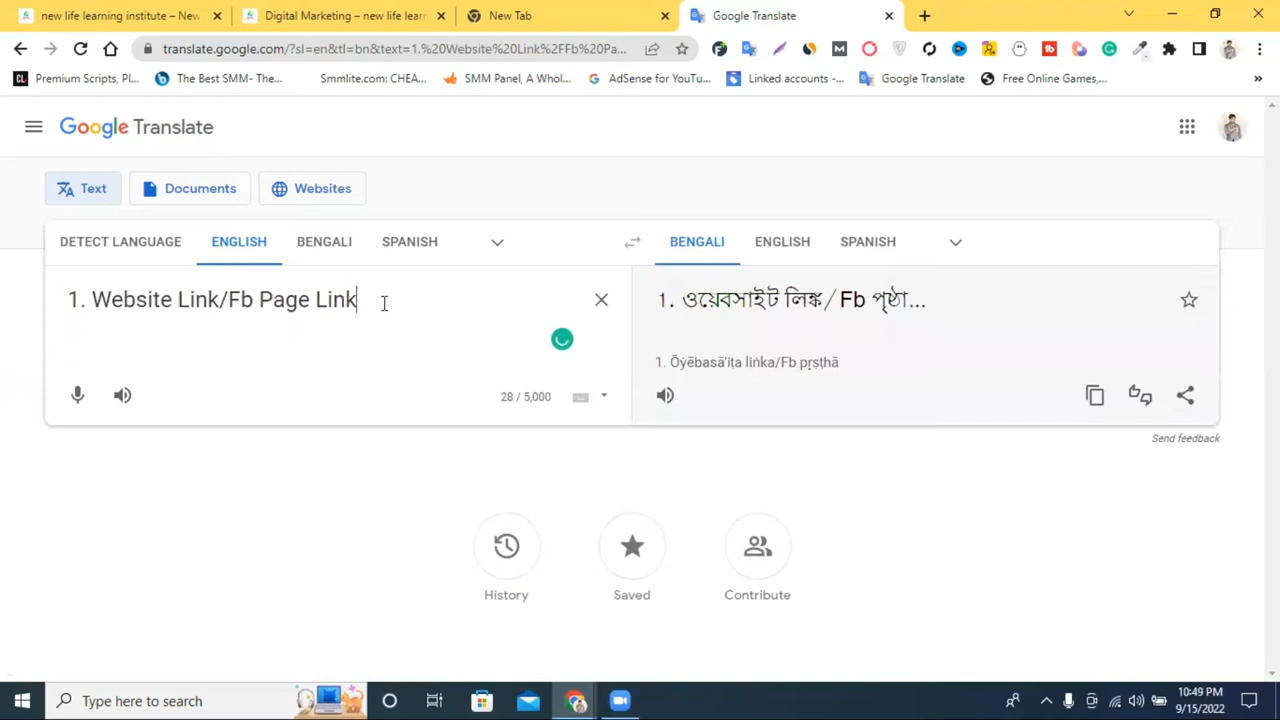 new life learning institute – New
Digital Marketing – new life learn
New Tab
Google Translate
translate.google.com/?sl=en&tl=bn&text=1.%20Website%20Link%2FFb%20Pa...
Premium Scripts, Pl...
The Best SMM- The...
Smmlite.com: CHEA...
SMM Panel, A Whol...
AdSense for YouTu...
Linked accounts -...
Google Translate
Free Online Games,...
»
Google Translate
Text
Documents
Websites
DETECT LANGUAGE
ENGLISH
BENGALI
SPANISH
BENGALI
ENGLISH
SPANISH
1. Website Link/Fb Page Link
1. ওয়েবসাইট লিঙ্ক/ Fb পৃষ্ঠা...
1. Ōẏēbasā'iṭa liṅka/Fb pr̥ṣṭhā
28 / 5,000
Send feedback
History
Saved
Contribute
Type here to search
10:49 PM
9/15/2022